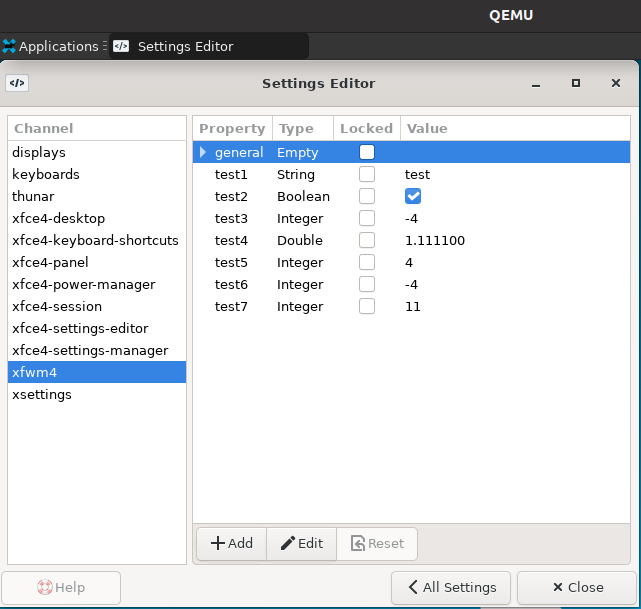 QEMU
Applications Settings Editor
Settings Editor
Channel
displays
keyboards
thunar
xfce4-desktop
xfce4-keyboard-shortcuts
xfce4-panel
xfce4-power-manager
xfce4-session
xfce4-settings-editor
xfce4-settings-manager
xfwm4
xsettings
Property Type Locked Value
general Empty
test1 String test
test2 Boolean
test3 Integer -4
test4 Double 1.111100
test5 Integer 4
test6 Integer -4
test7 Integer 11
Add Edit Reset
Help All Settings Close